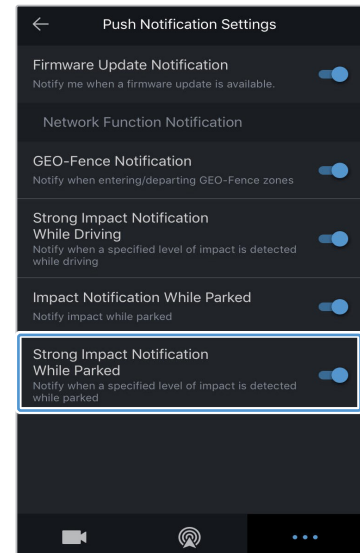 Push Notification Settings
Firmware Update Notification
Notify me when a firmware update is available.
Network Function Notification
GEO-Fence Notification
Notify when entering/departing GEO-Fence zones
Strong Impact Notification
While Driving
Notify when a specified level of impact is detected
while driving
Impact Notification While Parked
Notify impact while parked
Strong Impact Notification
While Parked
Notify when a specified level of impact is detected
while parked